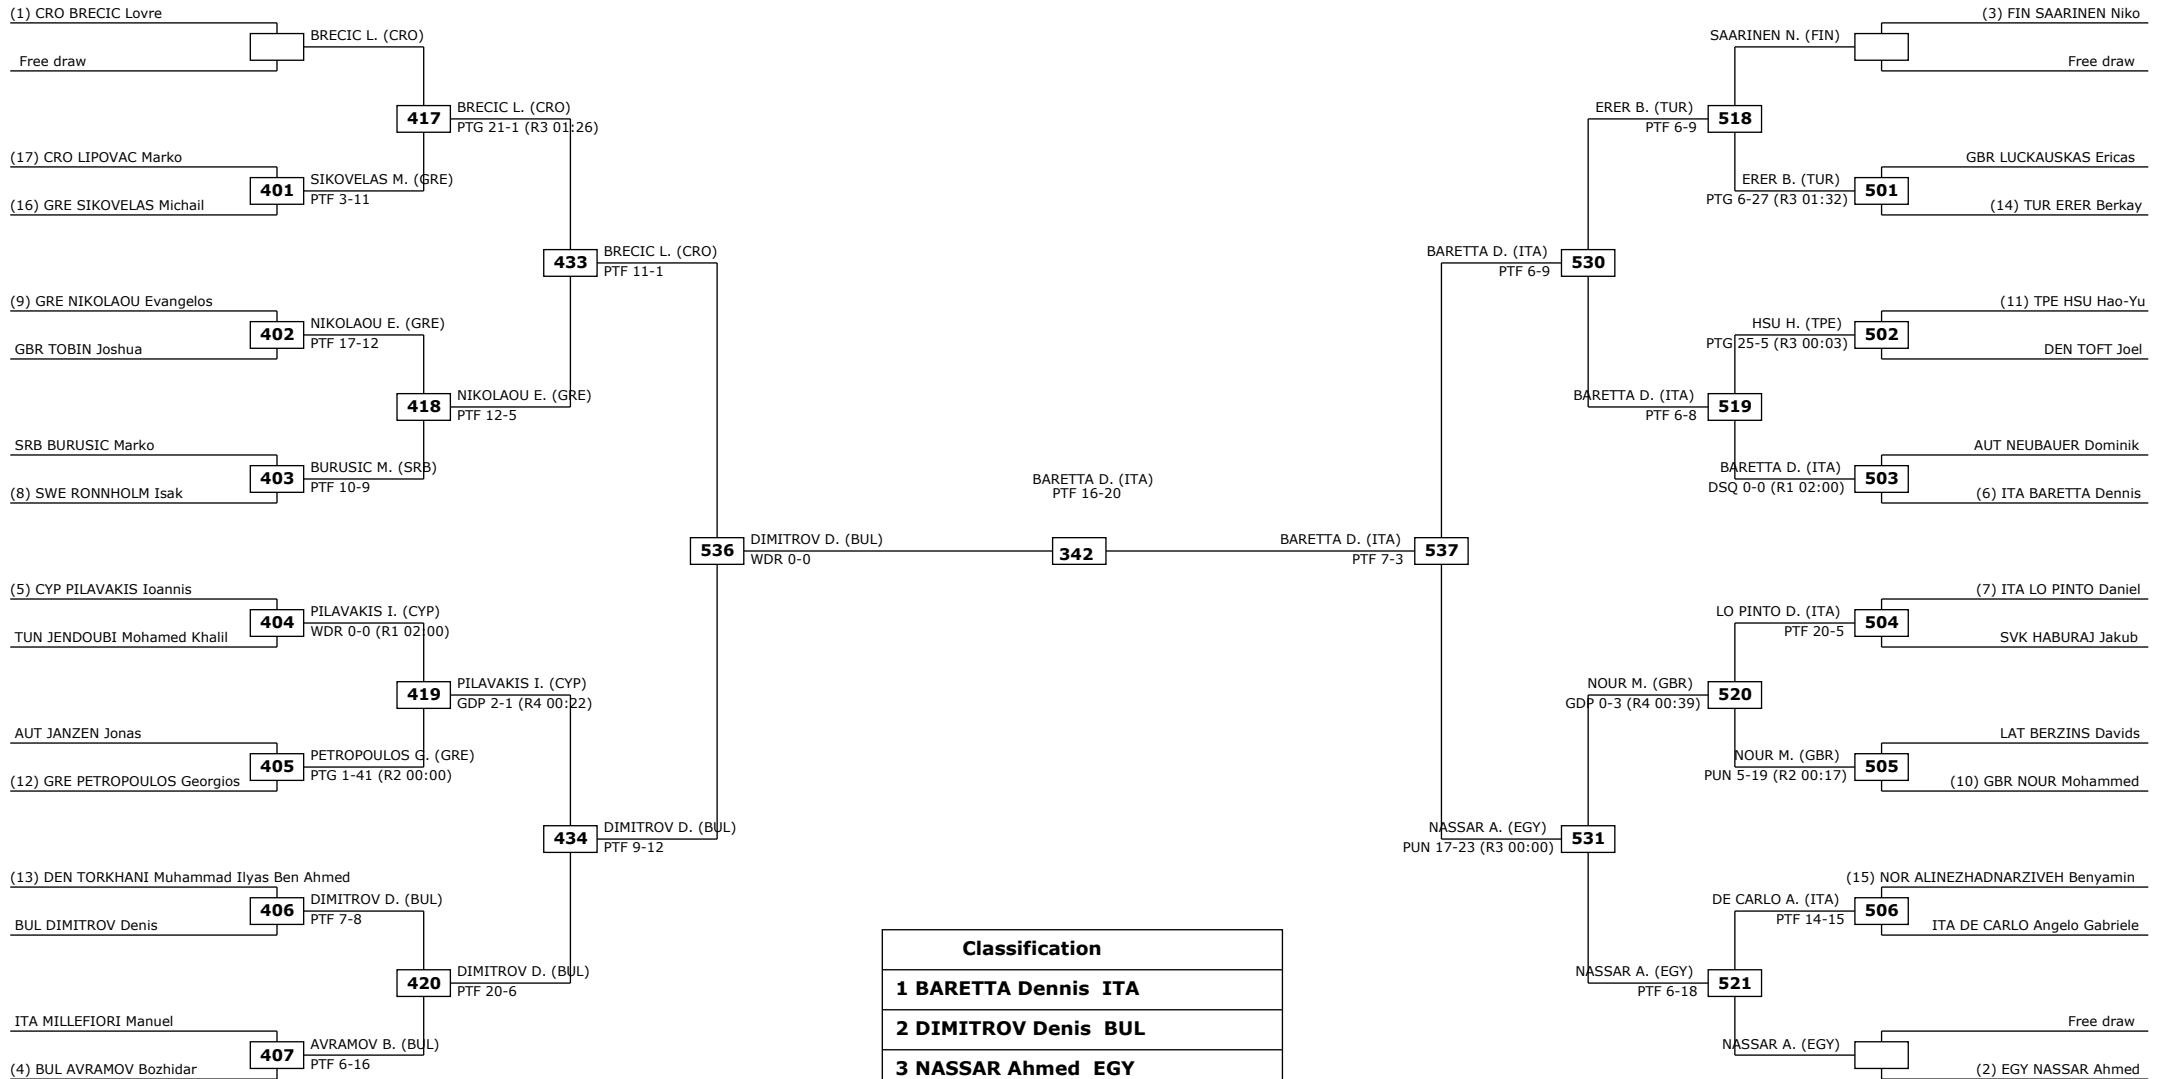 (1) CRO BRECIC Lovre
BRECIC L. (CRO)
Free draw
417
BRECIC L. (CRO)
PTG 21-1 (R3 01:26)
(17) CRO LIPOVAC Marko
401
SIKOVELAS M. (GRE)
PTF 3-11
(16) GRE SIKOVELAS Michail
433
BRECIC L. (CRO)
PTF 11-1
(9) GRE NIKOLAOU Evangelos
402
NIKOLAOU E. (GRE)
PTF 17-12
GBR TOBIN Joshua
418
NIKOLAOU E. (GRE)
PTF 12-5
SRB BURUSIC Marko
403
BURUSIC M. (SRB)
PTF 10-9
(8) SWE RONNHOLM Isak
536
DIMITROV D. (BUL)
WDR 0-0
(5) CYP PILAVAKIS Ioannis
404
PILAVAKIS I. (CYP)
WDR 0-0 (R1 02:00)
TUN JENDOUBI Mohamed Khalil
419
PILAVAKIS I. (CYP)
GDP 2-1 (R4 00:22)
AUT JANZEN Jonas
405
PETROPOULOS G. (GRE)
PTG 1-41 (R2 00:00)
(12) GRE PETROPOULOS Georgios
434
DIMITROV D. (BUL)
PTF 9-12
(13) DEN TORKHANI Muhammad Ilyas Ben Ahmed
406
DIMITROV D. (BUL)
PTF 7-8
BUL DIMITROV Denis
420
DIMITROV D. (BUL)
PTF 20-6
ITA MILLEFIORI Manuel
407
AVRAMOV B. (BUL)
PTF 6-16
(4) BUL AVRAMOV Bozhidar
BARETTA D. (ITA)
PTF 16-20
342
(3) FIN SAARINEN Niko
SAARINEN N. (FIN)
Free draw
ERER B. (TUR)
PTF 6-9
518
GBR LUCKAUSKAS Ericas
ERER B. (TUR)
PTG 6-27 (R3 01:32)
501
(14) TUR ERER Berkay
BARETTA D. (ITA)
PTF 6-9
530
(11) TPE HSU Hao-Yu
HSU H. (TPE)
PTG 25-5 (R3 00:03)
502
DEN TOFT Joel
BARETTA D. (ITA)
PTF 6-8
519
AUT NEUBAUER Dominik
BARETTA D. (ITA)
DSQ 0-0 (R1 02:00)
503
(6) ITA BARETTA Dennis
BARETTA D. (ITA)
PTF 7-3
537
(7) ITA LO PINTO Daniel
LO PINTO D. (ITA)
PTF 20-5
504
SVK HABURAJ Jakub
NOUR M. (GBR)
GDP 0-3 (R4 00:39)
520
LAT BERZINS Davids
NOUR M. (GBR)
PUN 5-19 (R2 00:17)
505
(10) GBR NOUR Mohammed
NASSAR A. (EGY)
PUN 17-23 (R3 00:00)
531
(15) NOR ALINEZHADNARZIVEH Benyamin
DE CARLO A. (ITA)
PTF 14-15
506
ITA DE CARLO Angelo Gabriele
NASSAR A. (EGY)
PTF 6-18
521
Free draw
NASSAR A. (EGY)
(2) EGY NASSAR Ahmed
Classification
1 BARETTA Dennis ITA
2 DIMITROV Denis BUL
3 NASSAR Ahmed EGY